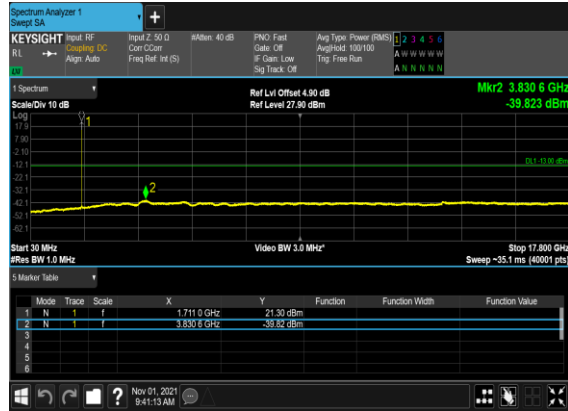 Spectrum Analyzer 1
Swept SA
KEYSIGHT Input: RF Input Z: 50 Ω #Atten: 40 dB PNO: Fast Avg Type: Power (RMS) 1 2 3 4 5 6
RL Coupling: DC Corr CCorr Gate: Off Avg|Hold: 100/100 A W W W W W
Align: Auto Freq Ref: Int (S) IF Gain: Low Trig: Free Run
LXI Sig Track: Off A N N N N N
1 Spectrum Ref Lvl Offset 4.90 dB Mkr2 3.830 6 GHz
Scale/Div 10 dB Ref Level 27.90 dBm -39.823 dBm
Log
17.9
7.90
-2.10
-12.1
-22.1
-32.1
-42.1
-52.1
-62.1
1
DL1 -13.00 dBm
2
Start 30 MHz Video BW 3.0 MHz* Stop 17.800 GHz
#Res BW 1.0 MHz Sweep ~35.1 ms (40001 pts)
5 Marker Table
Mode Trace Scale X Y Function Function Width Function Value
1 N 1 f 1.711 0 GHz 21.30 dBm
2 N 1 f 3.830 6 GHz -39.82 dBm
3
4
5
6
? Nov 01, 2021
9:41:13 AM